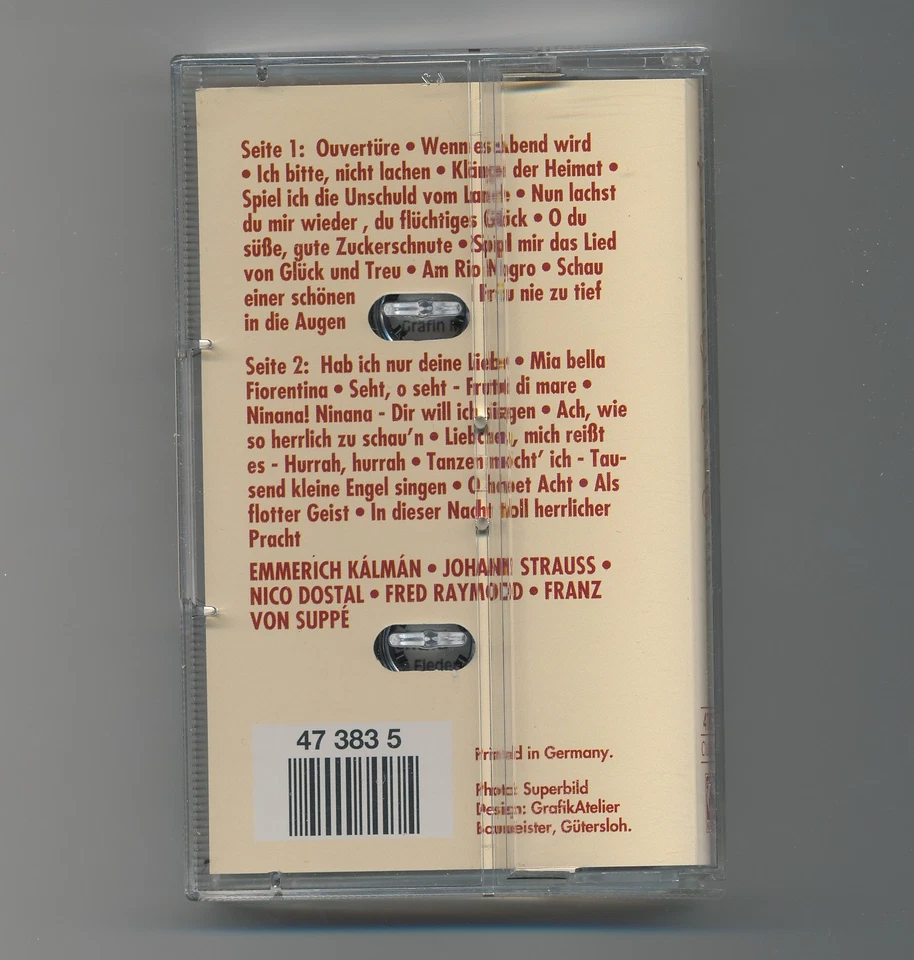 Seite 1: Ouvertüre • Wenn es Abend wird
• Ich bitte, nicht lachen • Klänge der Heimat •
Spiel ich die Unschuld vom Lande • Nun lachst
du mir wieder , du flüchtiges Glück • O du
süße, gute Zuckerschnute • Spiel mir das Lied
von Glück und Treu • Am Rio Negro • Schau
einer schönen Frau nie zu tief
in die Augen
Gräfin
Seite 2: Hab ich nur deine Liebe • Mia bella
Fiorentina • Seht, o seht - Frutti di mare •
Ninana! Ninana - Dir will ich singen • Ach, wie
so herrlich zu schau'n • Liebchen, mich reißt
es - Hurrah, hurrah • Tanzen möcht' ich - Tau-
send kleine Engel singen • O habet Acht • Als
flotter Geist • In dieser Nacht voll herrlicher
Pracht
EMMERICH KÁLMÁN • JOHANN STRAUSS •
NICO DOSTAL • FRED RAYMOND • FRANZ
VON SUPPÉ
47 383 5
Printed in Germany.
Photo: Superbild
Design: GrafikAtelier
Baumeister, Gütersloh.